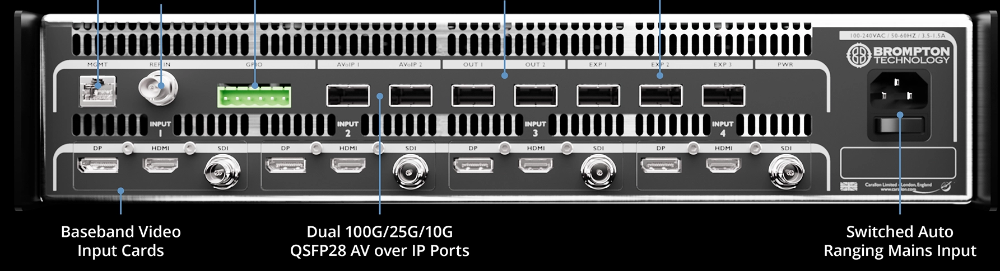 100-240VAC / 50-60HZ / 3.5-1.5A
BROMPTON
TECHNOLOGY
MGMT
REF IN
GPIO
AVoIP 1
AVoIP 2
OUT 1
OUT 2
EXP 1
EXP 2
EXP 3
PWR
INPUT
1
INPUT
2
INPUT
3
INPUT
4
DP
HDMI
SDI
DP
HDMI
SDI
DP
HDMI
SDI
DP
HDMI
SDI
Carallon Limited - London, England
www.carallon.com
Baseband Video
Input Cards
Dual 100G/25G/10G
QSFP28 AV over IP Ports
Switched Auto
Ranging Mains Input